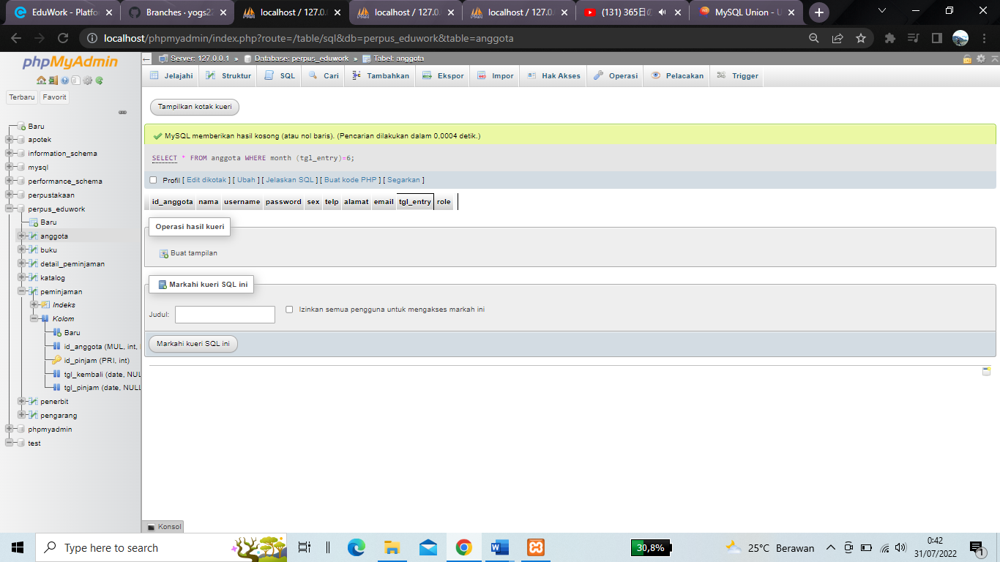 EduWork - Platfo
Branches · yogs2
localhost / 127.0.
localhost / 127.0.
localhost / 127.0.
(131) 365日の
MySQL Union - U
localhost/phpmyadmin/index.php?route=/table/sql&db=perpus_eduwork&table=anggota
phpMyAdmin
Terbaru
Favorit
Baru
apotek
information_schema
mysql
performance_schema
perpustakaan
perpus_eduwork
Baru
anggota
buku
detail_peminjaman
katalog
peminjaman
Indeks
Kolom
Baru
id_anggota (MUL, int,
id_pinjam (PRI, int)
tgl_kembali (date, NUL
tgl_pinjam (date, NULL
penerbit
pengarang
phpmyadmin
test
Server: 127.0.0.1 » Database: perpus_eduwork » Tabel: anggota
Jelajahi Struktur SQL Cari Tambahkan Ekspor Impor Hak Akses Operasi Pelacakan Trigger
Tampilkan kotak kueri
MySQL memberikan hasil kosong (atau nol baris). (Pencarian dilakukan dalam 0,0004 detik.)
SELECT * FROM anggota WHERE month (tgl_entry)=6;
Profil [ Edit dikotak ] [ Ubah ] [ Jelaskan SQL ] [ Buat kode PHP ] [ Segarkan ]
id_anggota nama username password sex telp alamat email tgl_entry role
Operasi hasil kueri
Buat tampilan
Markahi kueri SQL ini
Judul:
Izinkan semua pengguna untuk mengakses markah ini
Markahi kueri SQL ini
Konsol
Type here to search
30,8%
25°C Berawan
0:42
31/07/2022
1